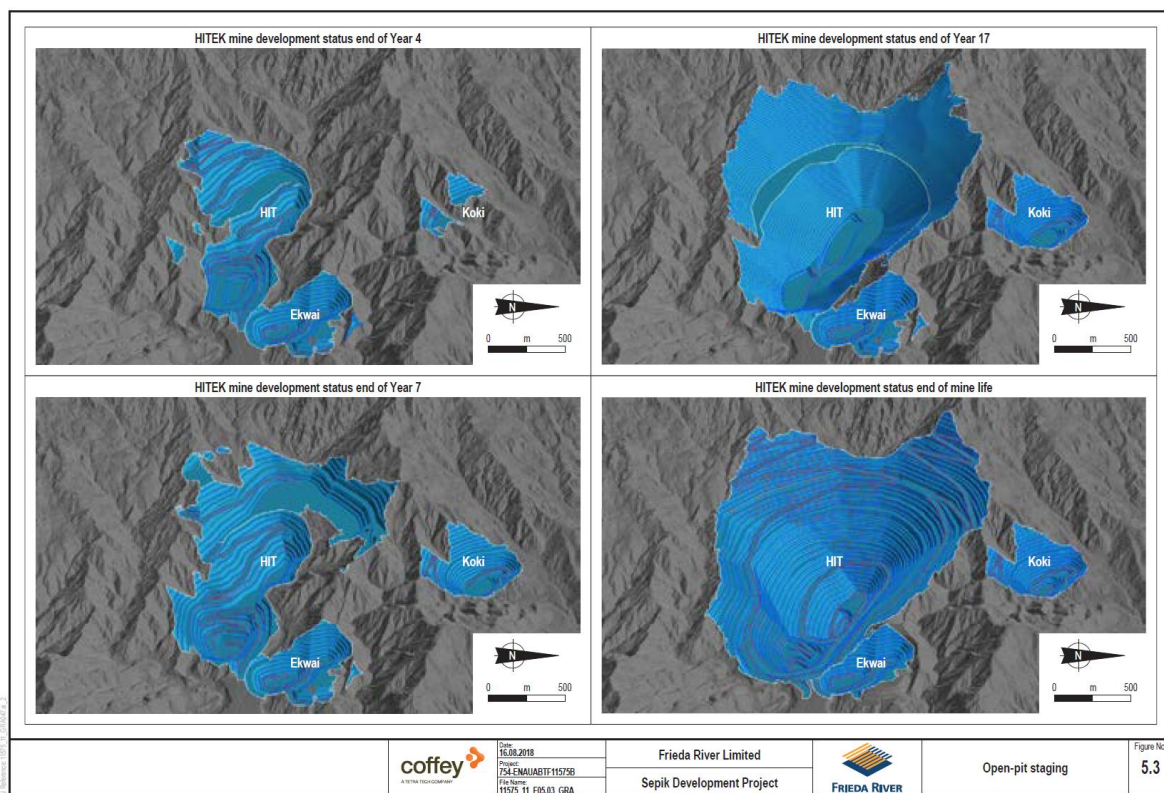 HITEK mine development status end of Year 4
HIT
Koki
Ekwai
N
0 m 500
HITEK mine development status end of Year 17
HIT
Koki
Ekwai
N
0 m 500
HITEK mine development status end of Year 7
HIT
Koki
Ekwai
N
0 m 500
HITEK mine development status end of mine life
HIT
Koki
Ekwai
N
0 m 500
coffey
A TETRA TECH COMPANY
Date:
16.08.2018
Project:
754-ENAUABTF11575B
File Name:
11575_11_F05.03_GRA
Frieda River Limited
Sepik Development Project
FRIEDA RIVER
Open-pit staging
Figure No
5.3